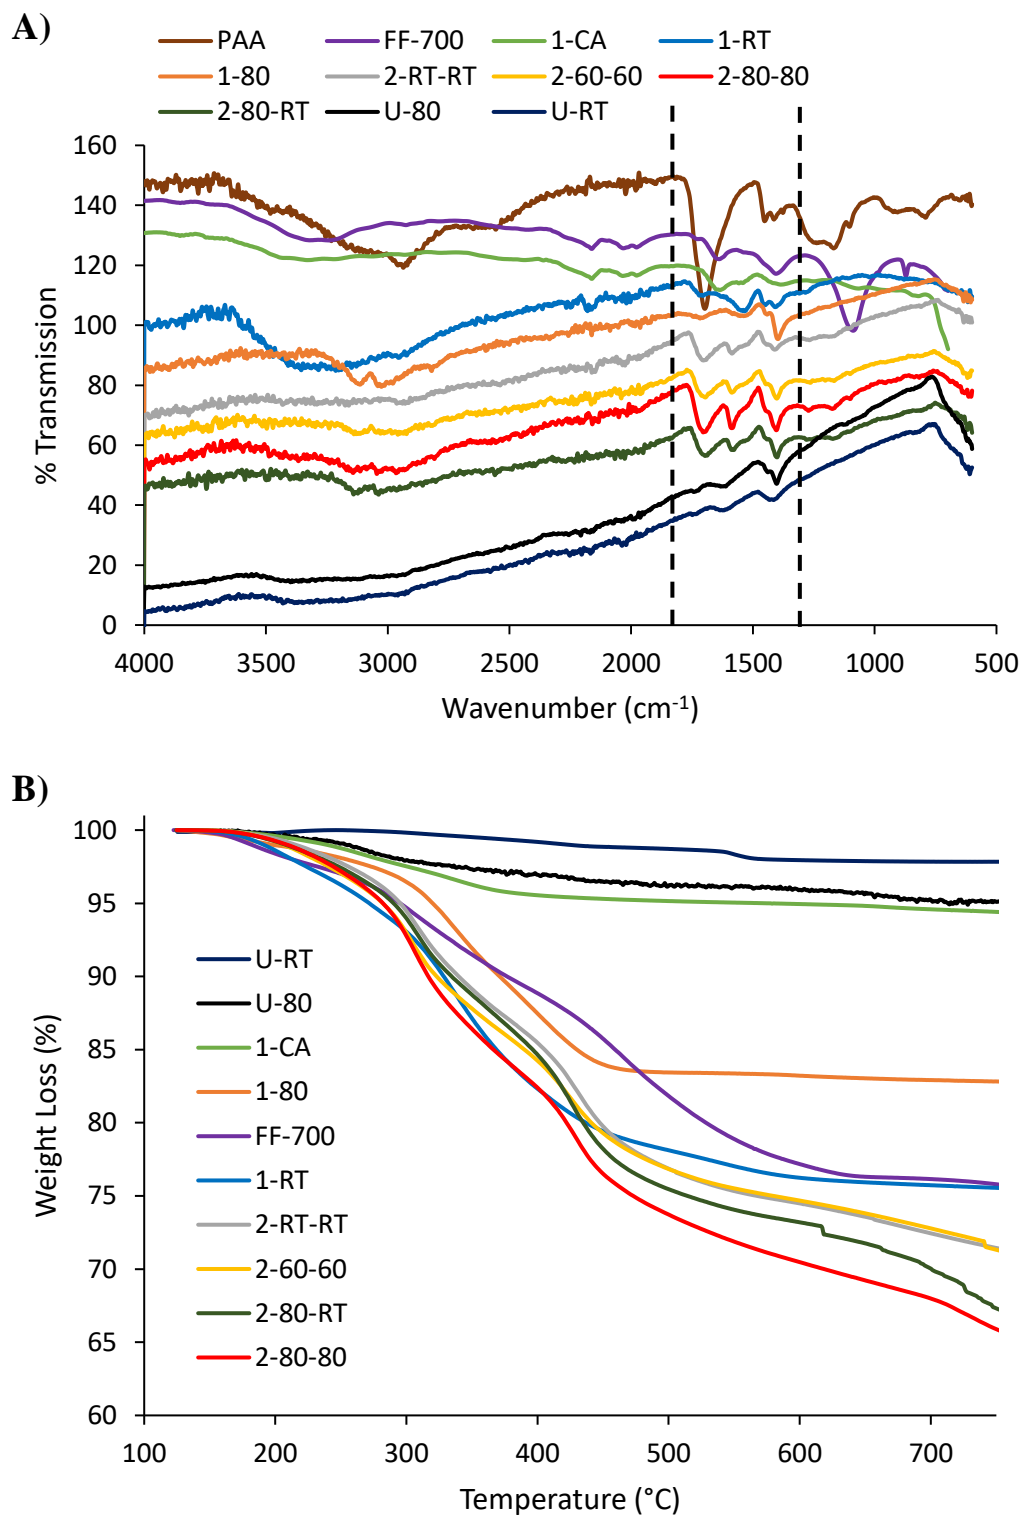 A)
PAA FF-700 1-CA 1-RT
1-80 2-RT-RT 2-60-60 2-80-80
2-80-RT U-80 U-RT
% Transmission
160
140
120
100
80
60
40
20
0
4000 3500 3000 2500 2000 1500 1000 500
Wavenumber (cm-1)
B)
Weight Loss (%)
100
95
90
85
80
75
70
65
60
U-RT
U-80
1-CA
1-80
FF-700
1-RT
2-RT-RT
2-60-60
2-80-RT
2-80-80
100 200 300 400 500 600 700
Temperature (°C)